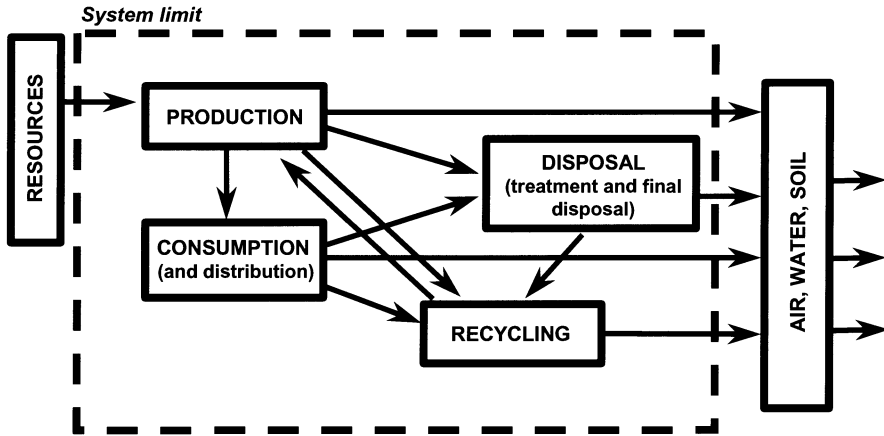 System limit
RESOURCES
PRODUCTION
DISPOSAL
(treatment and final
disposal)
CONSUMPTION
(and distribution)
RECYCLING
AIR, WATER, SOIL